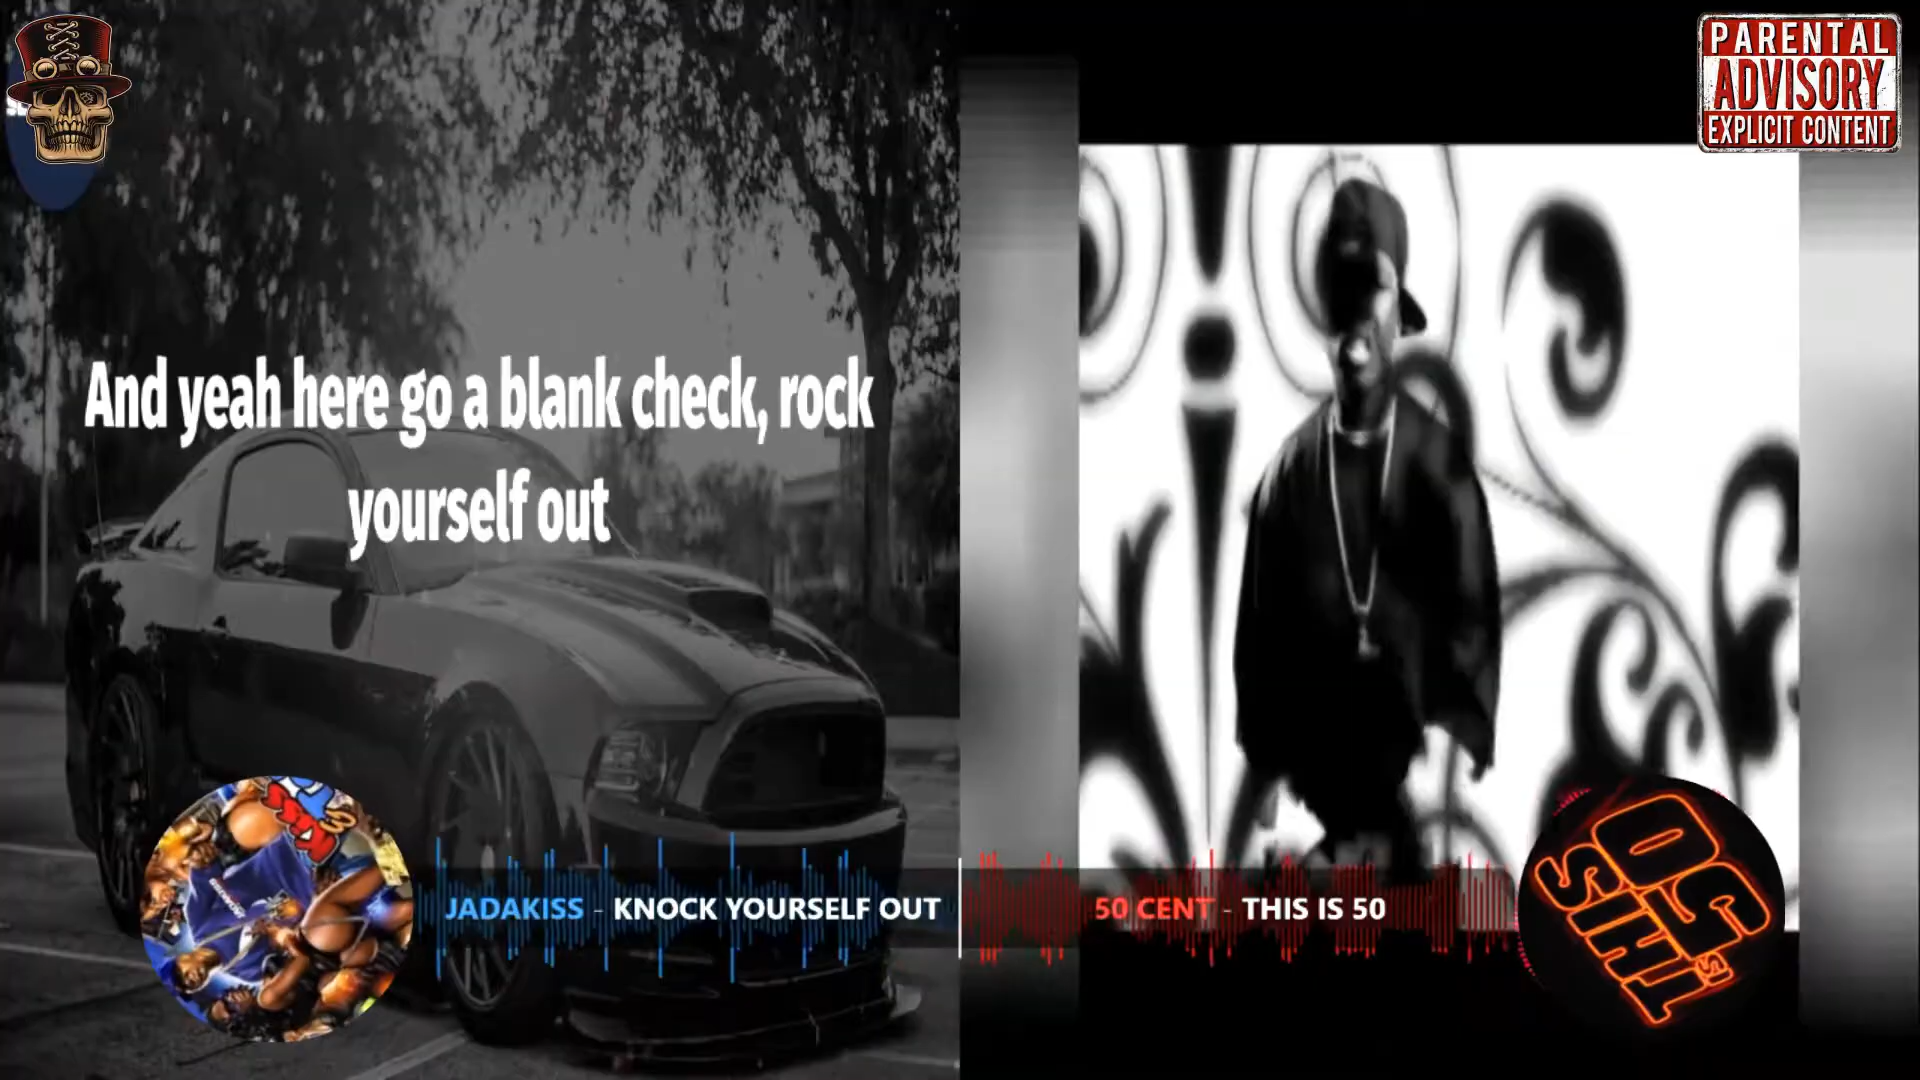 PARENTAL
ADVISORY
EXPLICIT CONTENT
And yeah here go a blank check, rock
yourself out
JADAKISS - KNOCK YOURSELF OUT
50 CENT - THIS IS 50
THIS IS
50